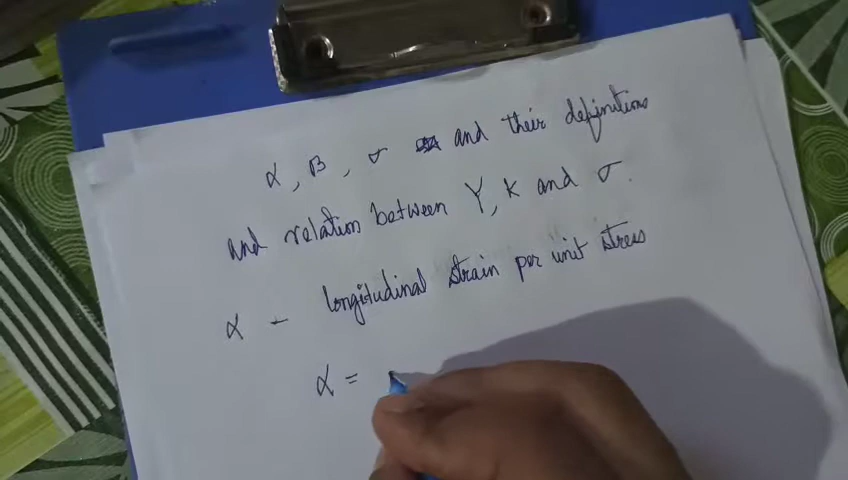 α, β, σ and their definitions
and relation between Y, K and σ.
α - longitudinal strain per unit stress
α =